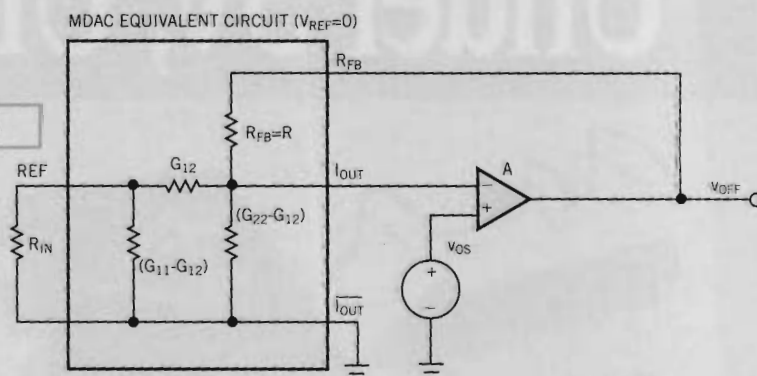 MDAC EQUIVALENT CIRCUIT (VREF=0)
RFB
RFB=R
A
REF
G12
IOUT
−
+
VOFF
RIN
(G11-G12)
(G22-G12)
vOS
+
−
IOUT